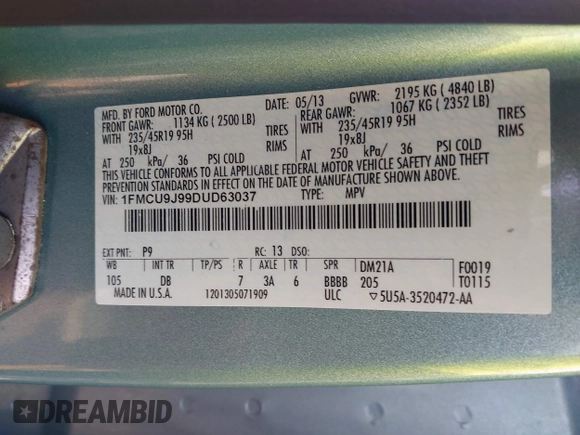 MFD. BY FORD MOTOR CO.
DATE: 05/13 GVWR: 2195 KG ( 4840 LB)
FRONT GAWR: 1134 KG ( 2500 LB)
REAR GAWR: 1067 KG ( 2352 LB)
WITH 235/45R19 95H TIRES
WITH 235/45R19 95H TIRES
19x8J RIMS
19x8J RIMS
AT 250 kPa/ 36 PSI COLD
AT 250 kPa/ 36 PSI COLD
THIS VEHICLE CONFORMS TO ALL APPLICABLE FEDERAL MOTOR VEHICLE SAFETY AND THEFT
PREVENTION STANDARDS IN EFFECT ON THE DATE OF MANUFACTURE SHOWN ABOVE.
VIN: 1FMCU9J99DUD63037 TYPE: MPV
EXT PNT: P9 RC: 13 DSO:
WB INT TR TP/PS R AXLE TR SPR DM21A F0019
105 DB 7 3A 6 BBBB 205 T0115
MADE IN U.S.A. 1201305071909 ULC ▽5U5A-3520472-AA
DREAMBID